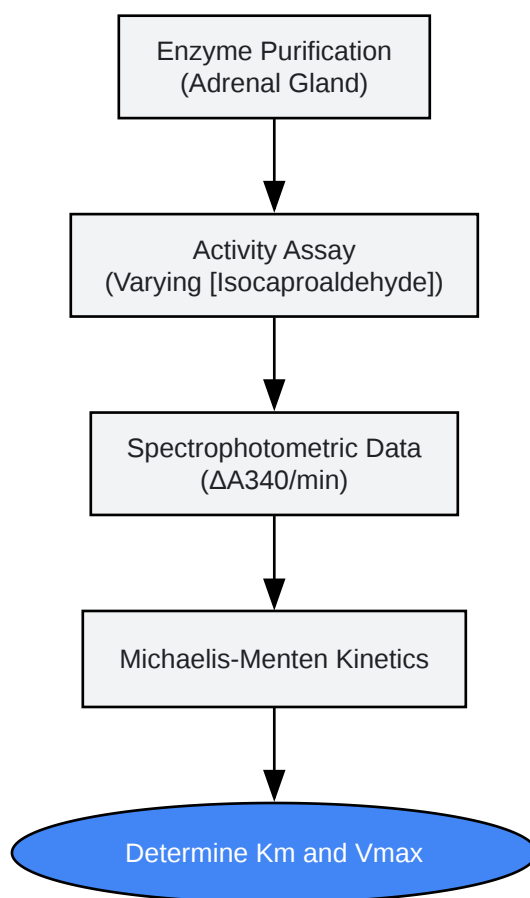 Enzyme Purification
(Adrenal Gland)
Activity Assay
(Varying [Isocaproaldehyde])
Spectrophotometric Data
(ΔA340/min)
Michaelis-Menten Kinetics
Determine Km and Vmax